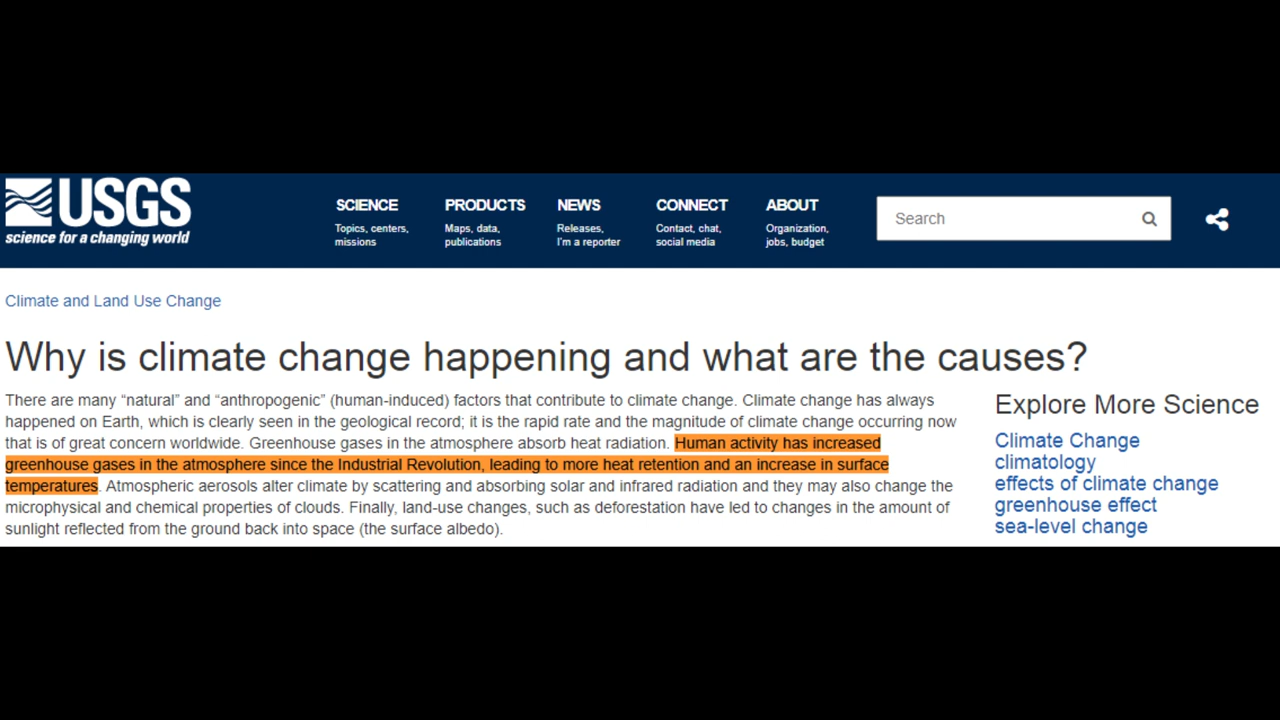 USGS
science for a changing world
SCIENCE
Topics, centers,
missions
PRODUCTS
Maps, data,
publications
NEWS
Releases,
I'm a reporter
CONNECT
Contact, chat,
social media
ABOUT
Organization,
jobs, budget
Search
Climate and Land Use Change
Why is climate change happening and what are the causes?
There are many “natural” and “anthropogenic” (human-induced) factors that contribute to climate change. Climate change has always
happened on Earth, which is clearly seen in the geological record; it is the rapid rate and the magnitude of climate change occurring now
that is of great concern worldwide. Greenhouse gases in the atmosphere absorb heat radiation. Human activity has increased
greenhouse gases in the atmosphere since the Industrial Revolution, leading to more heat retention and an increase in surface
temperatures. Atmospheric aerosols alter climate by scattering and absorbing solar and infrared radiation and they may also change the
microphysical and chemical properties of clouds. Finally, land-use changes, such as deforestation have led to changes in the amount of
sunlight reflected from the ground back into space (the surface albedo).
Explore More Science
Climate Change
climatology
effects of climate change
greenhouse effect
sea-level change